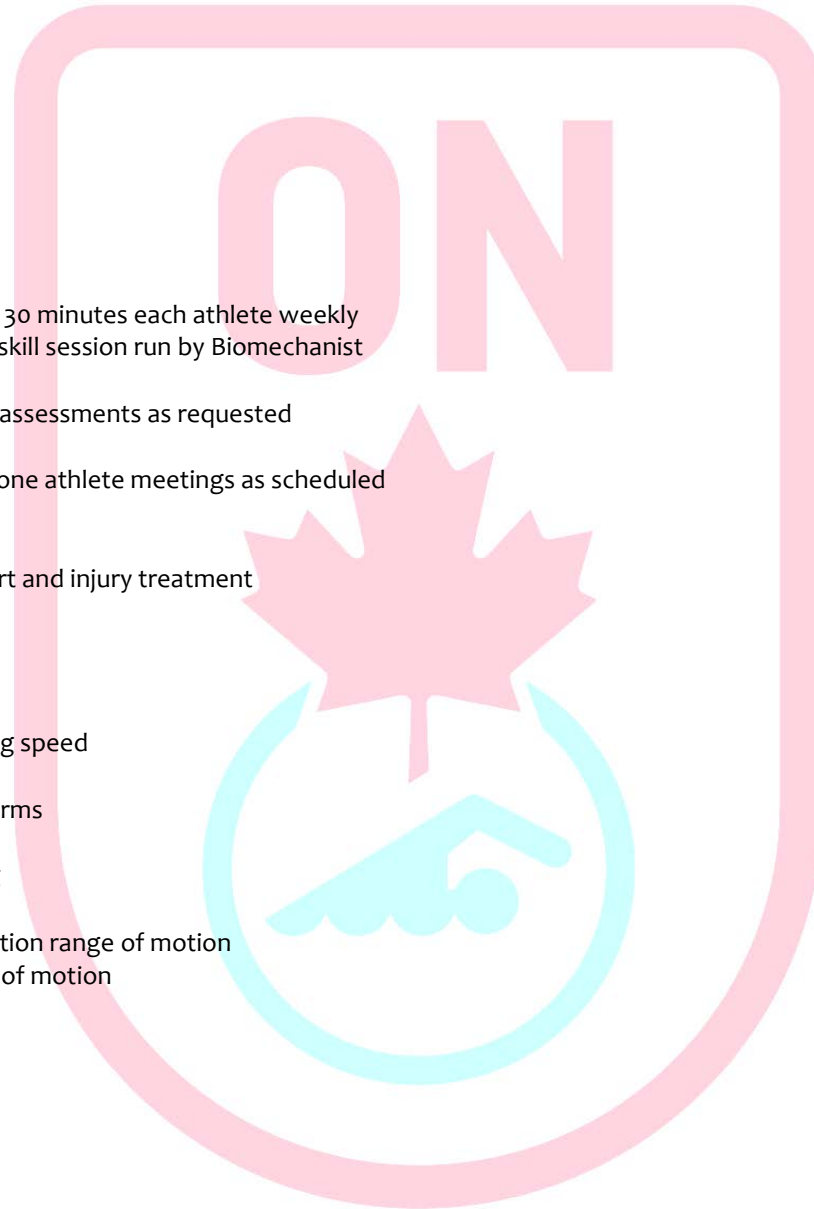 ON
30 minutes each athlete weekly
skill session run by Biomechanist
assessments as requested
one athlete meetings as scheduled
rt and injury treatment
g speed
rms
tion range of motion
of motion